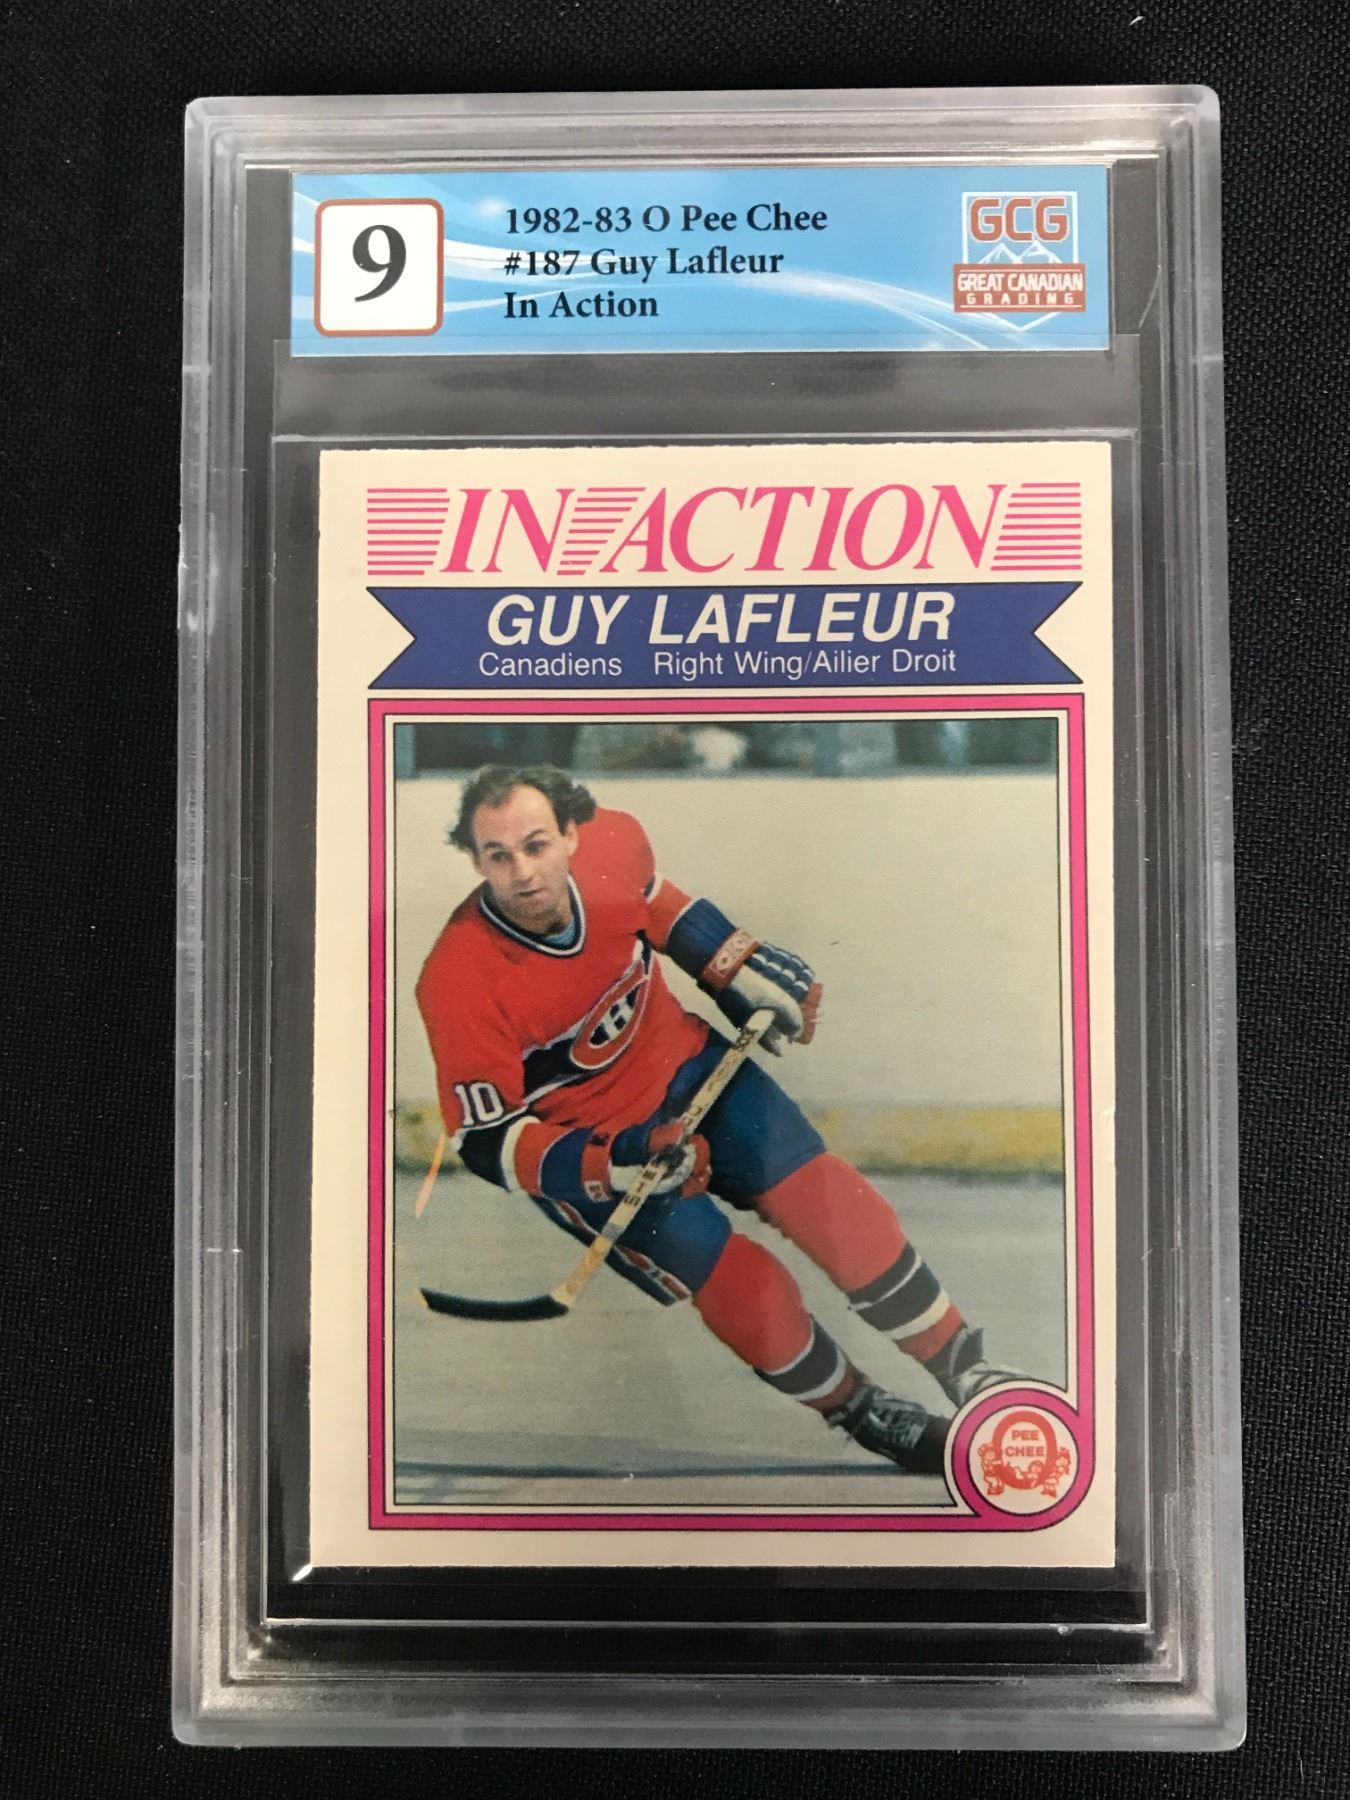 9
1982-83 O Pee Chee
#187 Guy Lafleur
In Action
GCG
GREAT CANADIAN
GRADING
IN ACTION
GUY LAFLEUR
Canadiens Right Wing/Ailier Droit
H
10
O
PEE
CHEE